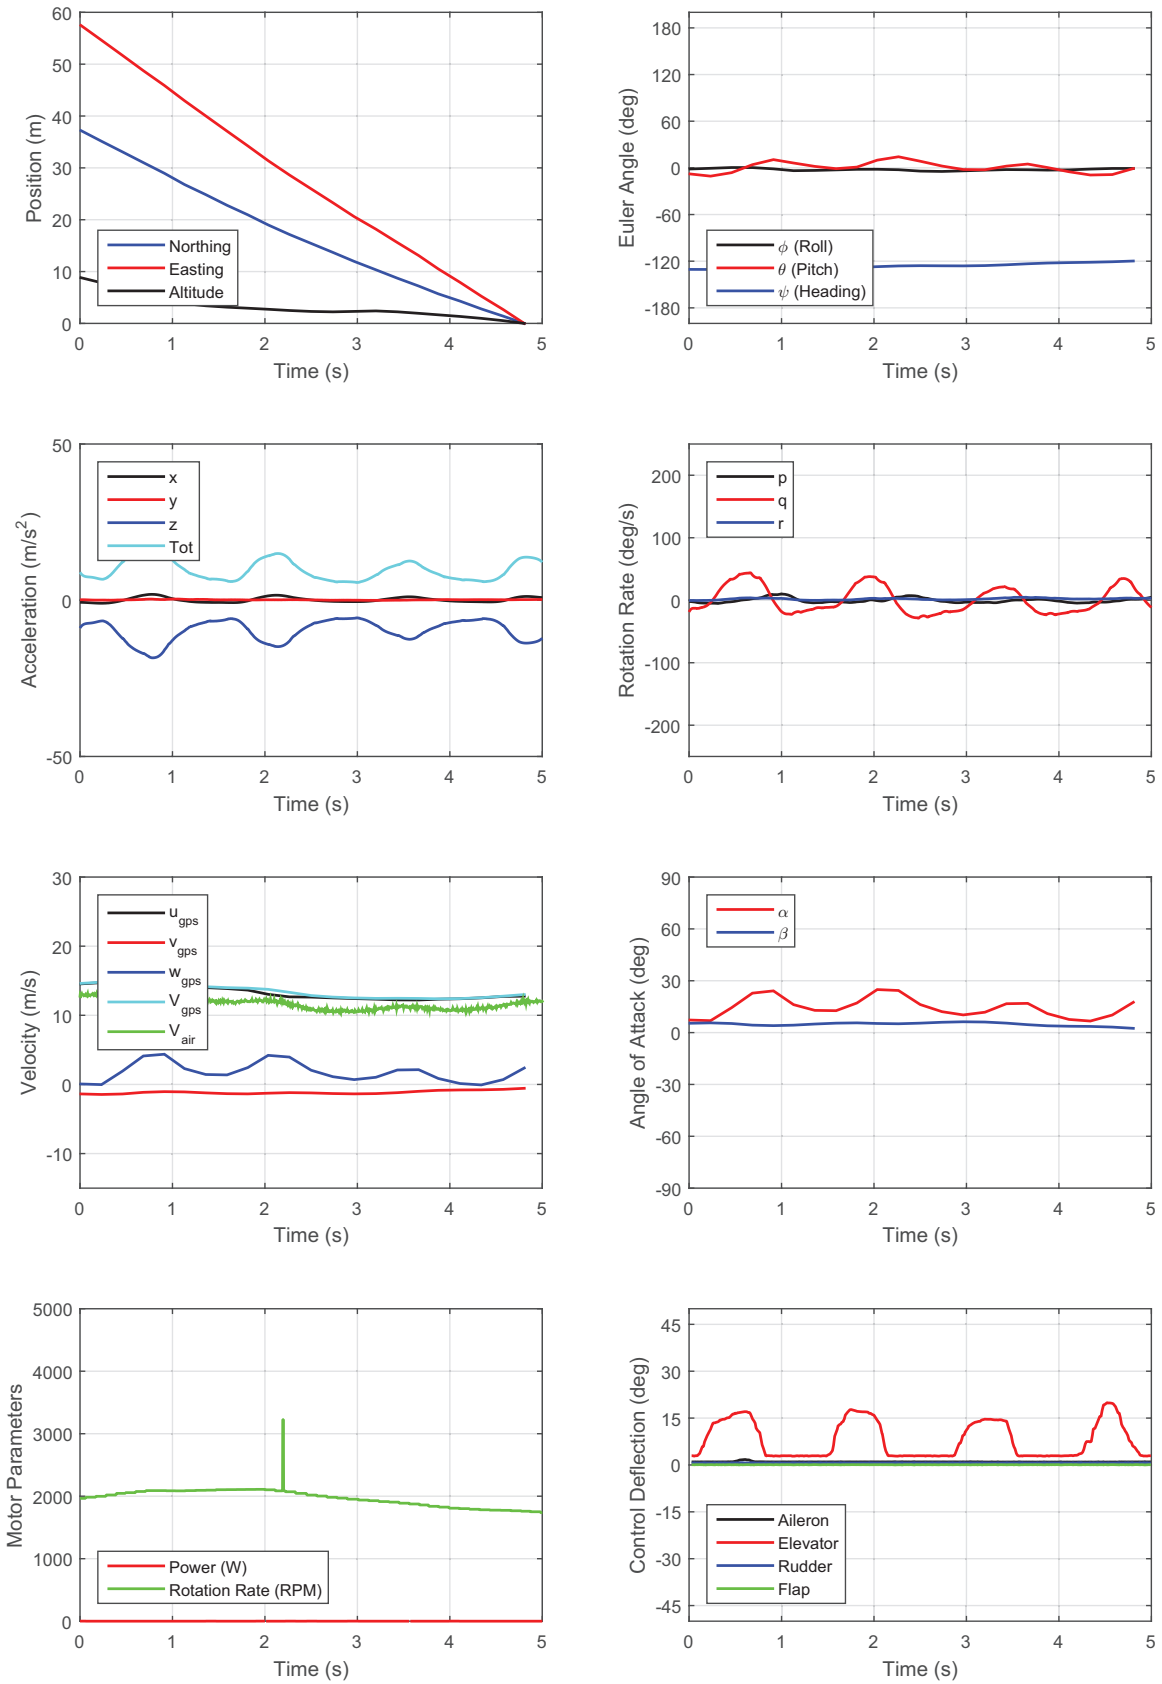 60
50
40
30
20
10
0
Position (m)
Northing
Easting
Altitude
0 1 2 3 4 5
Time (s)
180
120
60
0
-60
-120
-180
Euler Angle (deg)
ϕ (Roll)
θ (Pitch)
ψ (Heading)
0 1 2 3 4 5
Time (s)
50
0
-50
Acceleration (m/s²)
x
y
z
Tot
0 1 2 3 4 5
Time (s)
200
100
0
-100
-200
Rotation Rate (deg/s)
p
q
r
0 1 2 3 4 5
Time (s)
30
20
10
0
-10
Velocity (m/s)
u_gps
v_gps
w_gps
V_gps
V_air
0 1 2 3 4 5
Time (s)
90
60
30
0
-30
-60
-90
Angle of Attack (deg)
α
β
0 1 2 3 4 5
Time (s)
5000
4000
3000
2000
1000
0
Motor Parameters
Power (W)
Rotation Rate (RPM)
0 1 2 3 4 5
Time (s)
45
30
15
0
-15
-30
-45
Control Deflection (deg)
Aileron
Elevator
Rudder
Flap
0 1 2 3 4 5
Time (s)